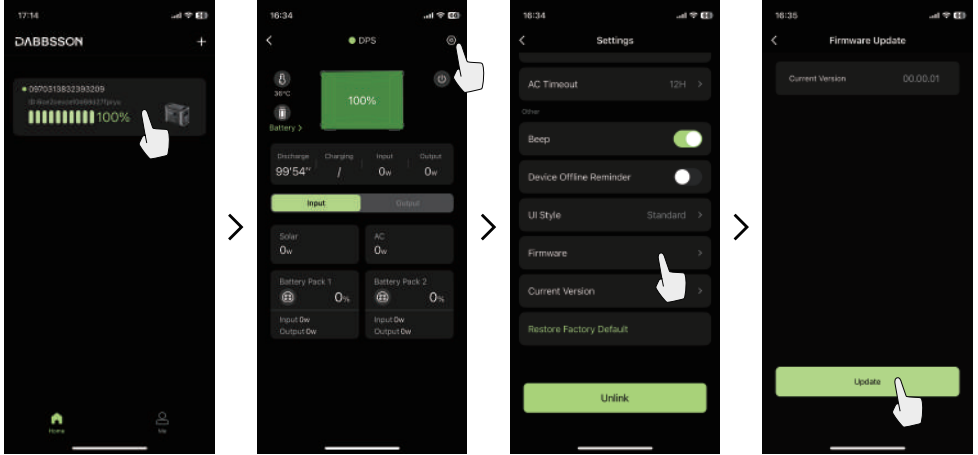 17:14
DABBSSON
+
0970313832393209
100%
Home
Me
16:34
DPS
36°C
Battery >
100%
Discharge
99'54"
Charging
/
Input
0w
Output
0w
Input
Output
Solar
0w
AC
0w
Battery Pack 1
0%
Input 0w
Output 0w
Battery Pack 2
0%
Input 0w
Output 0w
16:34
Settings
AC Timeout
12H >
Other
Beep
Device Offline Reminder
UI Style
Standard >
Firmware
Current Version
Restore Factory Default
Unlink
16:35
Firmware Update
Current Version
00.00.01
Update